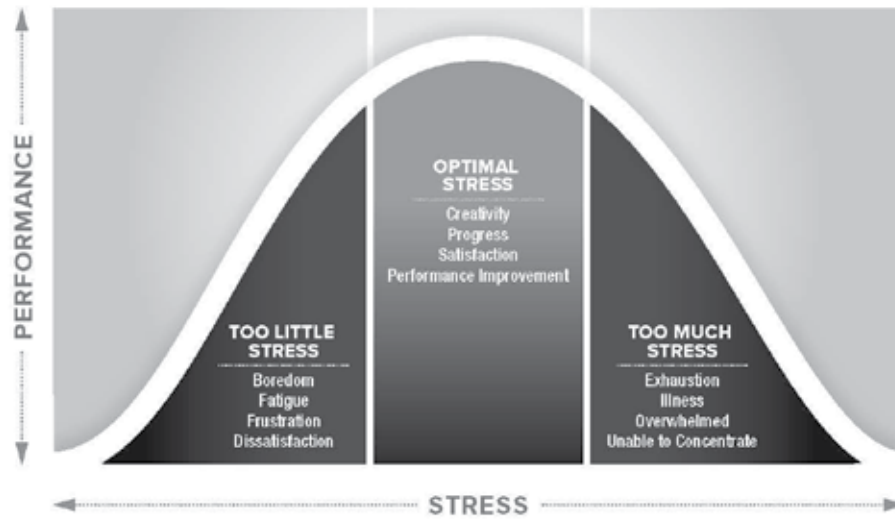 PERFORMANCE
OPTIMAL
STRESS
Creativity
Progress
Satisfaction
Performance Improvement
TOO LITTLE
STRESS
Boredom
Fatigue
Frustration
Dissatisfaction
TOO MUCH
STRESS
Exhaustion
Illness
Overwhelmed
Unable to Concentrate
STRESS